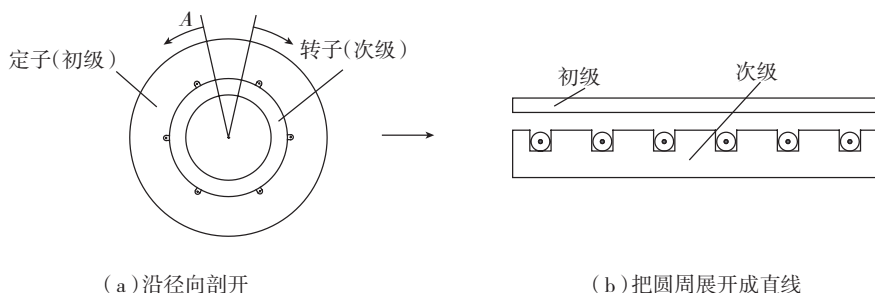 A
定子(初级)
转子(次级)
初级
次级
(a)沿径向剖开
(b)把圆周展开成直线